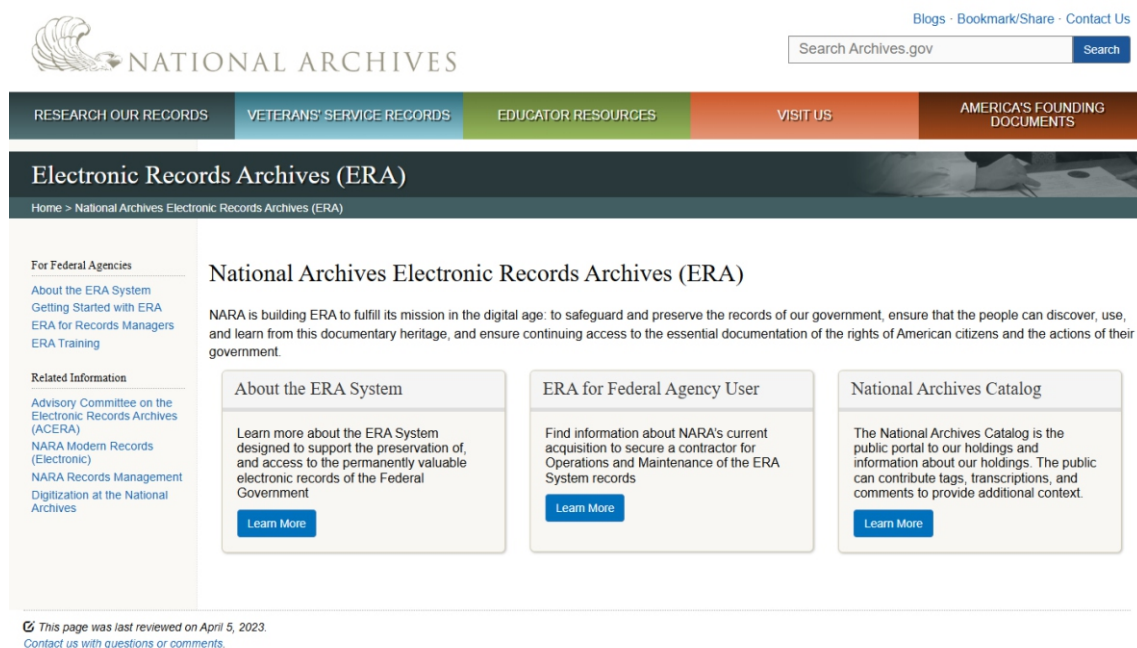 Blogs · Bookmark/Share · Contact Us
NATIONAL ARCHIVES
Search Archives.gov
Search
RESEARCH OUR RECORDS
VETERANS' SERVICE RECORDS
EDUCATOR RESOURCES
VISIT US
AMERICA'S FOUNDING
DOCUMENTS
Electronic Records Archives (ERA)
Home > National Archives Electronic Records Archives (ERA)
For Federal Agencies
About the ERA System
Getting Started with ERA
ERA for Records Managers
ERA Training
Related Information
Advisory Committee on the
Electronic Records Archives
(ACERA)
NARA Modern Records
(Electronic)
NARA Records Management
Digitization at the National
Archives
National Archives Electronic Records Archives (ERA)
NARA is building ERA to fulfill its mission in the digital age: to safeguard and preserve the records of our government, ensure that the people can discover, use,
and learn from this documentary heritage, and ensure continuing access to the essential documentation of the rights of American citizens and the actions of their
government.
About the ERA System
Learn more about the ERA System
designed to support the preservation of,
and access to the permanently valuable
electronic records of the Federal
Government
Learn More
ERA for Federal Agency User
Find information about NARA's current
acquisition to secure a contractor for
Operations and Maintenance of the ERA
System records
Learn More
National Archives Catalog
The National Archives Catalog is the
public portal to our holdings and
information about our holdings. The public
can contribute tags, transcriptions, and
comments to provide additional context.
Learn More
This page was last reviewed on April 5, 2023.
Contact us with questions or comments.